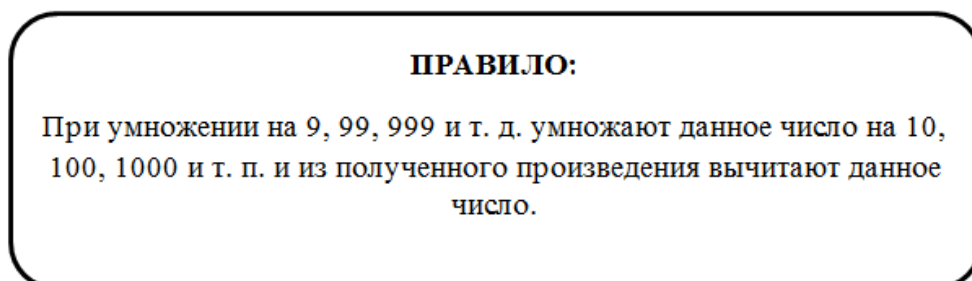 ПРАВИЛО:
При умножении на 9, 99, 999 и т. д. умножают данное число на 10,
100, 1000 и т. п. и из полученного произведения вычитают данное
число.